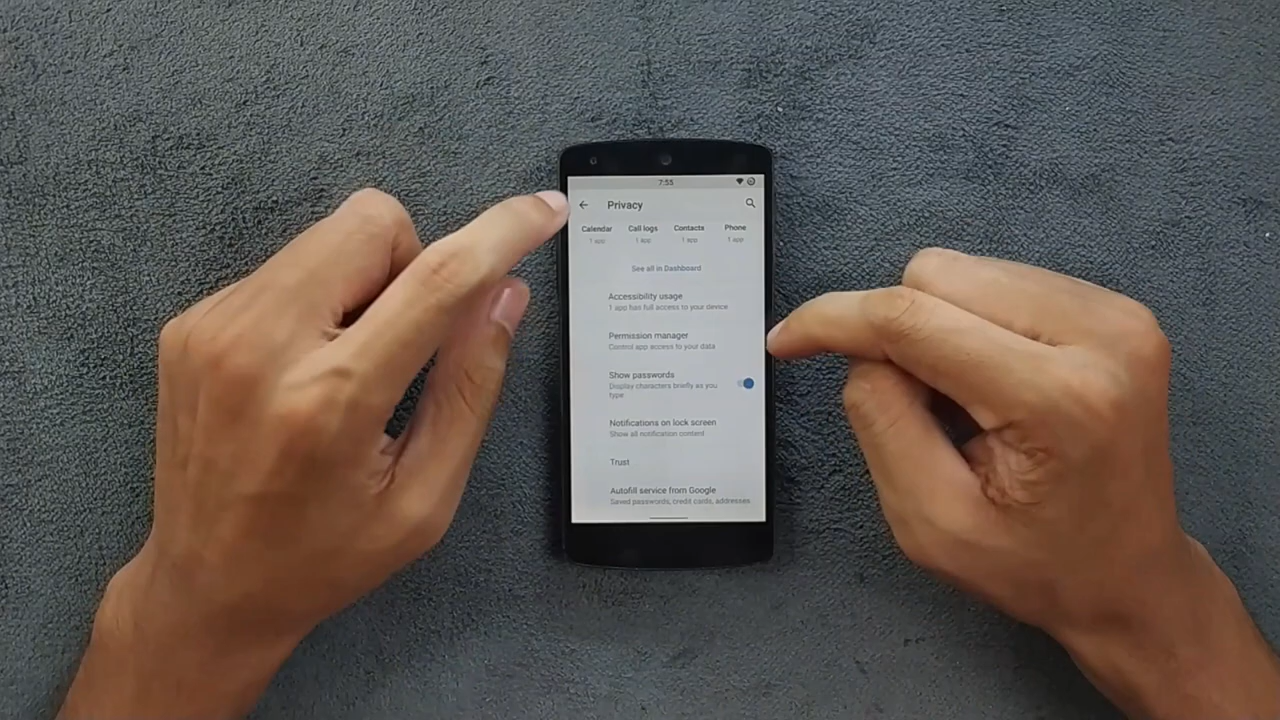 7:55
Privacy
Calendar Call logs Contacts Phone
1 app 1 app 1 app 1 app
See all in Dashboard
Accessibility usage
1 app has full access to your device
Permission manager
Control app access to your data
Show passwords
Display characters briefly as you
type
Notifications on lock screen
Show all notification content
Trust
Autofill service from Google
Saved passwords, credit cards, addresses